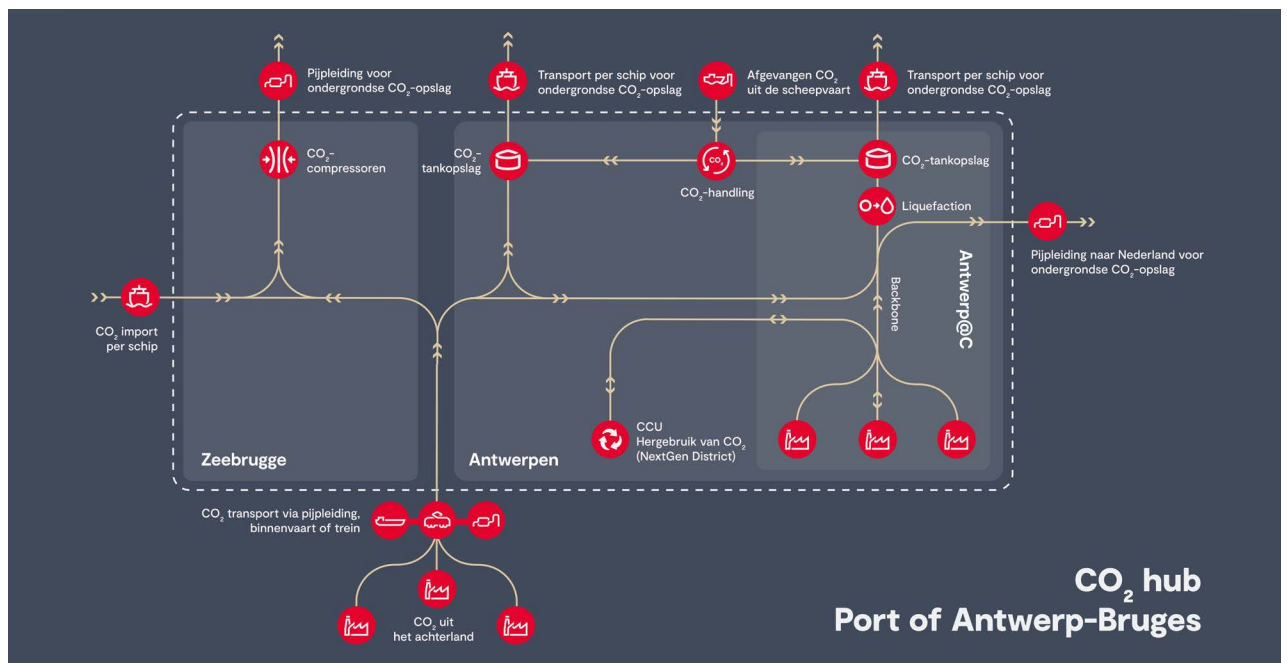 Pijpleiding voor
ondergrondse CO₂-opslag
Transport per schip voor
ondergrondse CO₂-opslag
Afgevangen CO₂
uit de scheepvaart
Transport per schip voor
ondergrondse CO₂-opslag
CO₂-
compressoren
CO₂-
tankopslag
CO₂
CO₂-handling
CO₂-tankopslag
Liquefaction
Pijpleiding naar Nederland voor
ondergrondse CO₂-opslag
Antwerp@C
Backbone
CO₂ import
per schip
CCU
Hergebruik van CO₂
(NextGen District)
Zeebrugge
Antwerpen
CO₂ transport via pijpleiding,
binnenvaart of trein
CO₂ uit
het achterland
CO₂ hub
Port of Antwerp-Bruges